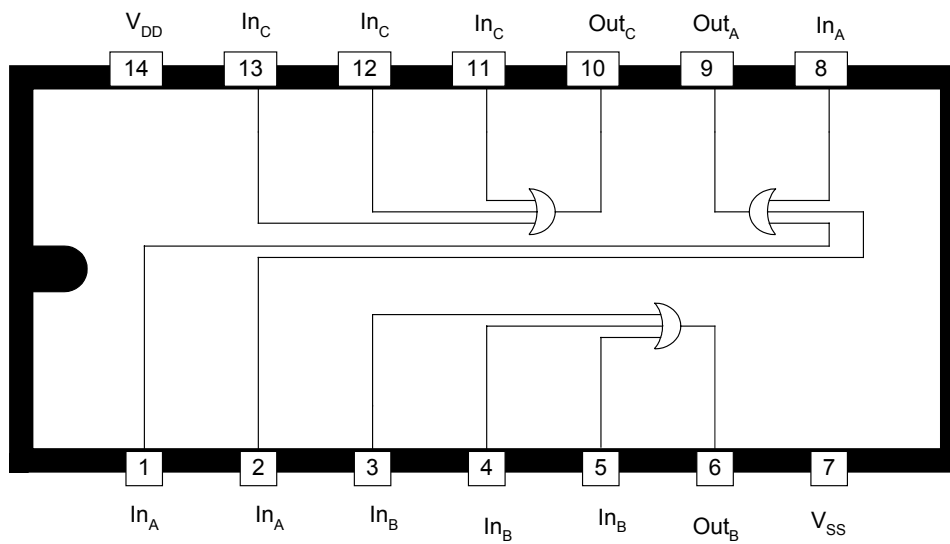 V_DD In_C In_C In_C Out_C Out_A In_A
14 13 12 11 10 9 8
1 2 3 4 5 6 7
In_A In_A In_B In_B In_B Out_B V_SS